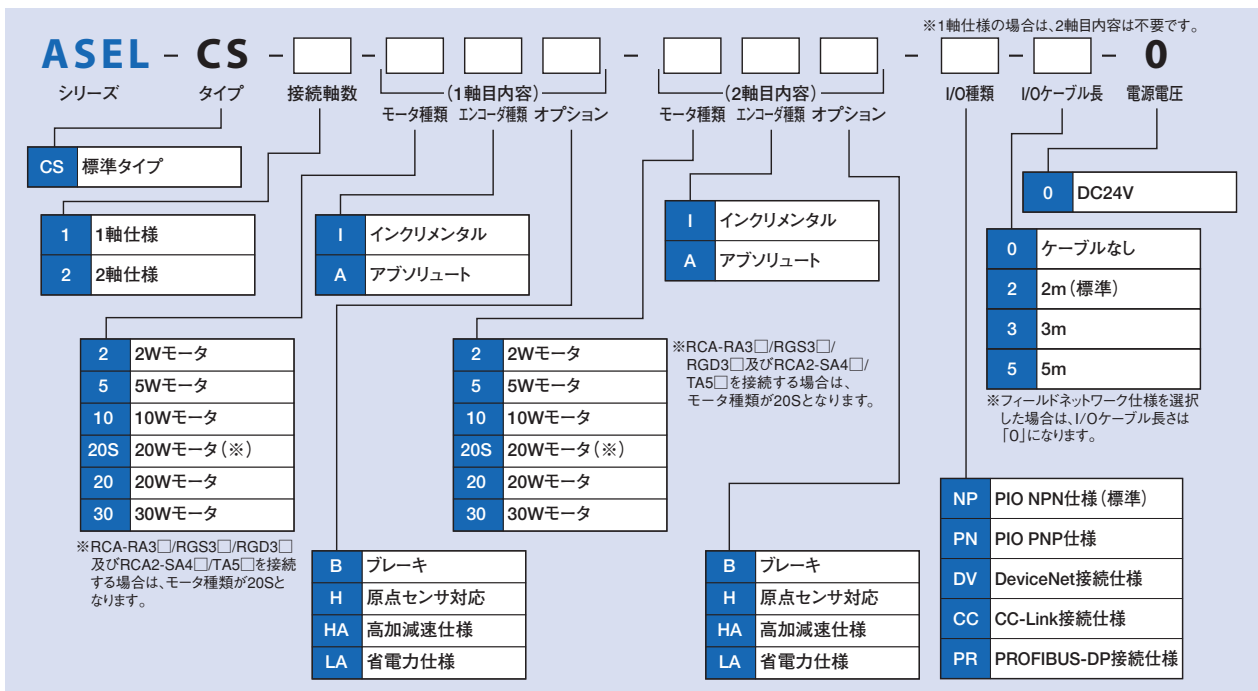 ※1軸仕様の場合は、2軸目内容は不要です。
ASEL - CS - □ - □□□ - □□□ - □ - □ - 0
シリーズ
タイプ
接続軸数
(1軸目内容)
モータ種類 エンコーダ種類 オプション
(2軸目内容)
モータ種類 エンコーダ種類 オプション
I/O種類
I/Oケーブル長
電源電圧
CS 標準タイプ
1 1軸仕様
2 2軸仕様
I インクリメンタル
A アブソリュート
I インクリメンタル
A アブソリュート
0 DC24V
0 ケーブルなし
2 2m(標準)
3 3m
5 5m
※フィールドネットワーク仕様を選択
した場合は、I/Oケーブル長さは
「0」になります。
2 2Wモータ
5 5Wモータ
10 10Wモータ
20S 20Wモータ(※)
20 20Wモータ
30 30Wモータ
※RCA-RA3□/RGS3□/RGD3□
及びRCA2-SA4□/TA5□を接続
する場合は、モータ種類が20Sと
なります。
2 2Wモータ
5 5Wモータ
10 10Wモータ
20S 20Wモータ(※)
20 20Wモータ
30 30Wモータ
※RCA-RA3□/RGS3□/
RGD3□及びRCA2-SA4□/
TA5□を接続する場合は、
モータ種類が20Sとなります。
B ブレーキ
H 原点センサ対応
HA 高加減速仕様
LA 省電力仕様
B ブレーキ
H 原点センサ対応
HA 高加減速仕様
LA 省電力仕様
NP PIO NPN仕様(標準)
PN PIO PNP仕様
DV DeviceNet接続仕様
CC CC-Link接続仕様
PR PROFIBUS-DP接続仕様